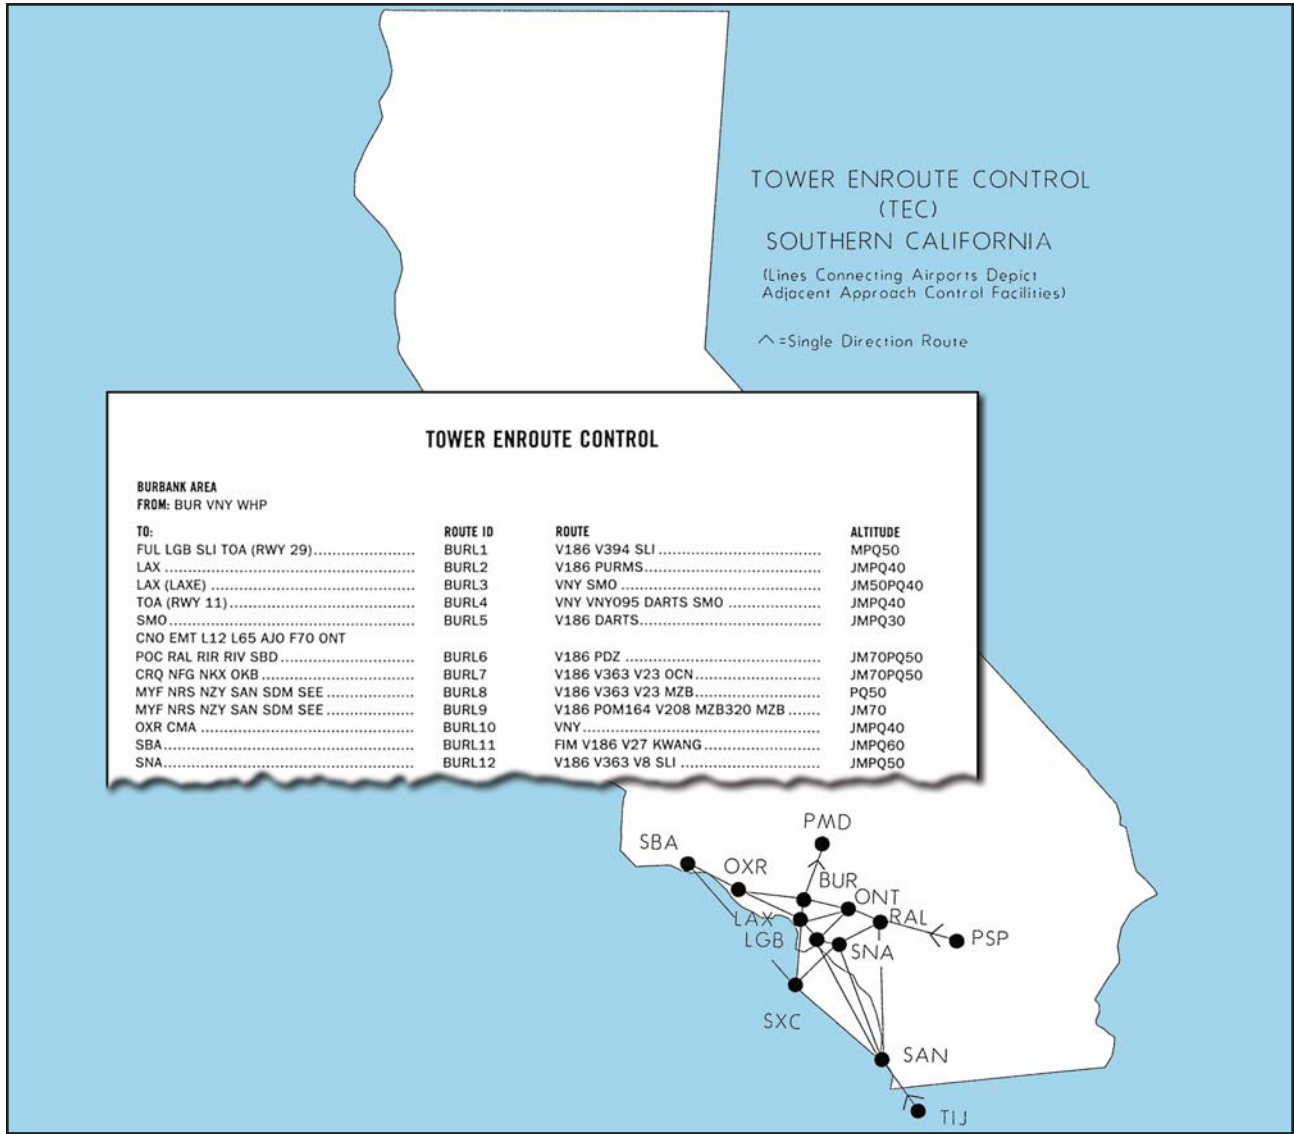 TOWER ENROUTE CONTROL
(TEC)
SOUTHERN CALIFORNIA
(Lines Connecting Airports Depict
Adjacent Approach Control Facilities)
^ =Single Direction Route
TOWER ENROUTE CONTROL
BURBANK AREA
FROM: BUR VNY WHP
TO: ROUTE ID ROUTE ALTITUDE
FUL LGB SLI TOA (RWY 29)...................... BURL1 V186 V394 SLI ................................... MPQ50
LAX ....................................................... BURL2 V186 PURMS...................................... JMPQ40
LAX (LAXE) ............................................ BURL3 VNY SMO ........................................... JM50PQ40
TOA (RWY 11)........................................ BURL4 VNY VNY095 DARTS SMO .................... JMPQ40
SMO...................................................... BURL5 V186 DARTS....................................... JMPQ30
CNO EMT L12 L65 AJO F70 ONT
POC RAL RIR RIV SBD ............................. BURL6 V186 PDZ .......................................... JM70PQ50
CRQ NFG NKX OKB ................................. BURL7 V186 V363 V23 OCN.......................... JM70PQ50
MYF NRS NZY SAN SDM SEE .................... BURL8 V186 V363 V23 MZB.......................... PQ50
MYF NRS NZY SAN SDM SEE .................... BURL9 V186 POM164 V208 MZB320 MZB ....... JM70
OXR CMA .............................................. BURL10 VNY.................................................... JMPQ40
SBA....................................................... BURL11 FIM V186 V27 KWANG ......................... JMPQ60
SNA....................................................... BURL12 V186 V363 V8 SLI ............................. JMPQ50
PMD
SBA
OXR
BUR
ONT
LAX
RAL
LGB
SNA
PSP
SXC
SAN
TIJ